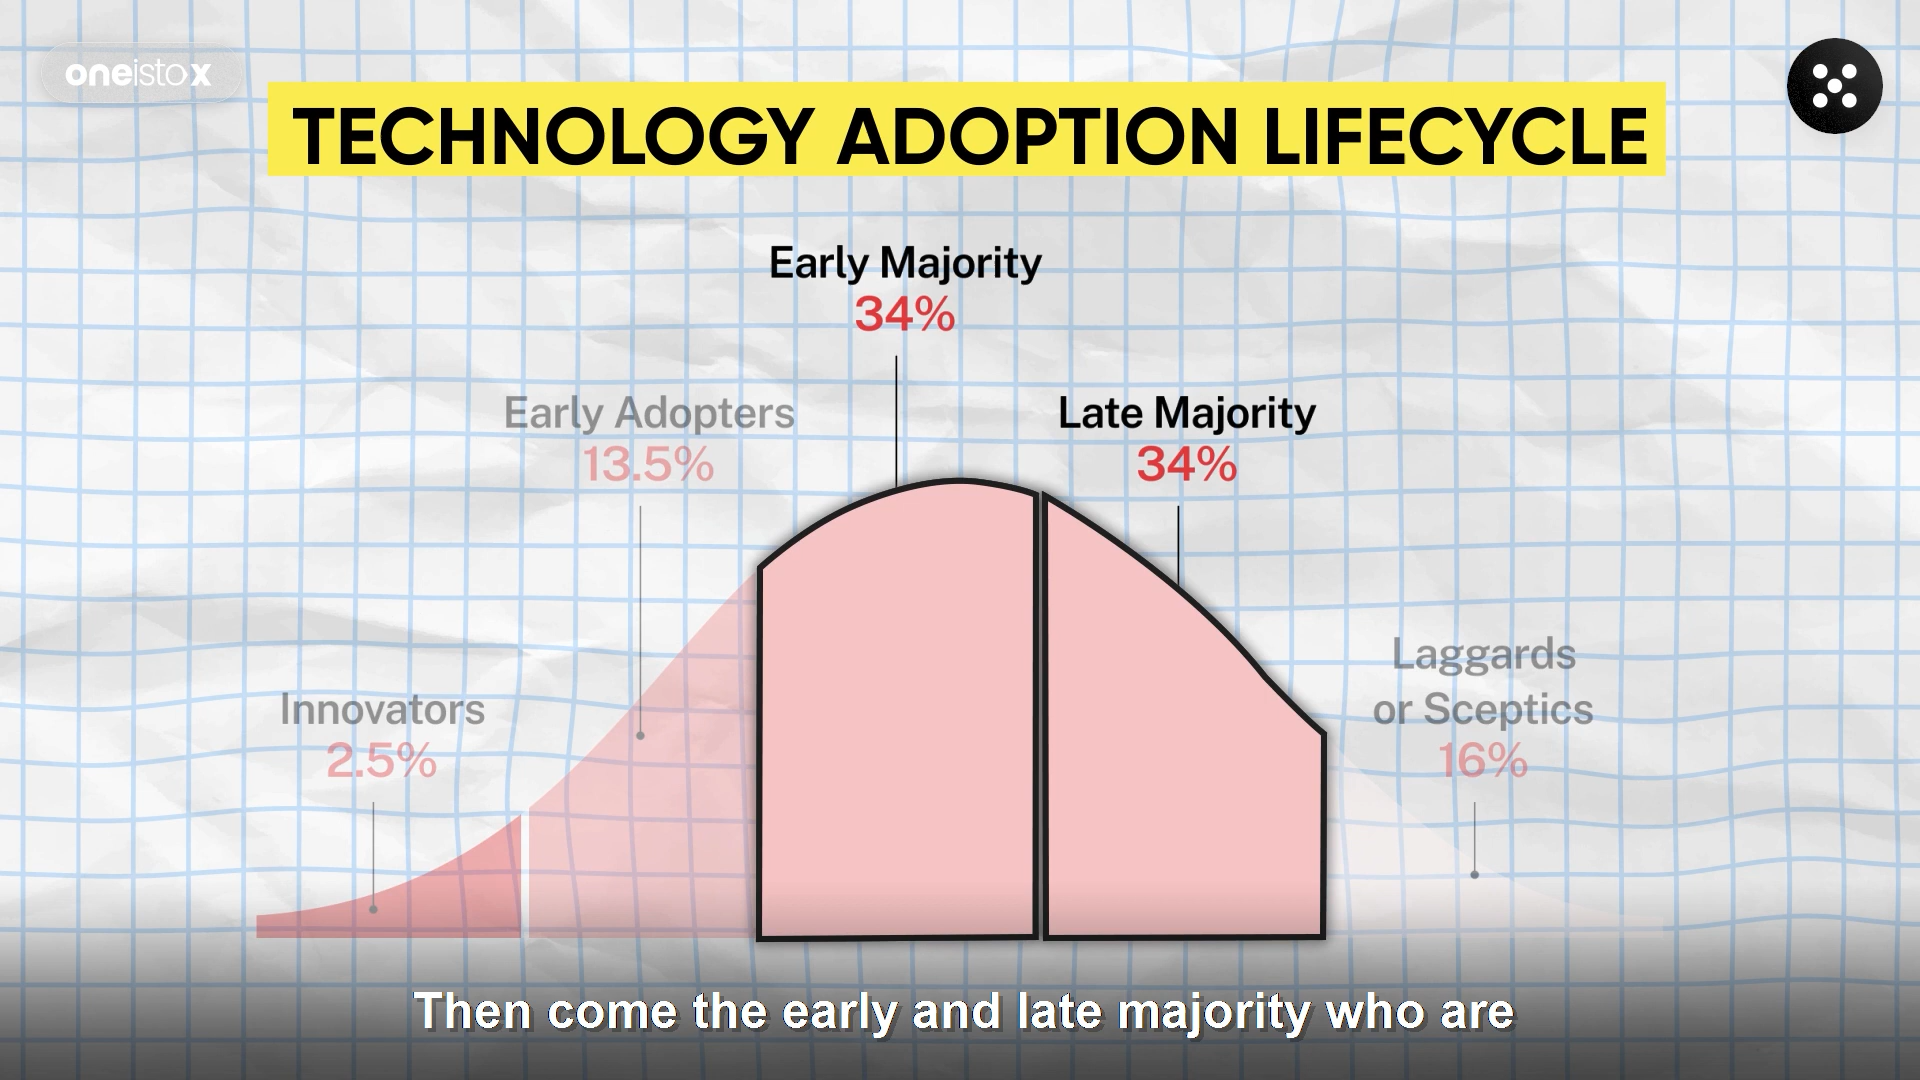 oneistox
TECHNOLOGY ADOPTION LIFECYCLE
Early Majority
34%
Early Adopters
13.5%
Late Majority
34%
Laggards
or Sceptics
16%
Innovators
2.5%
Then come the early and late majority who are